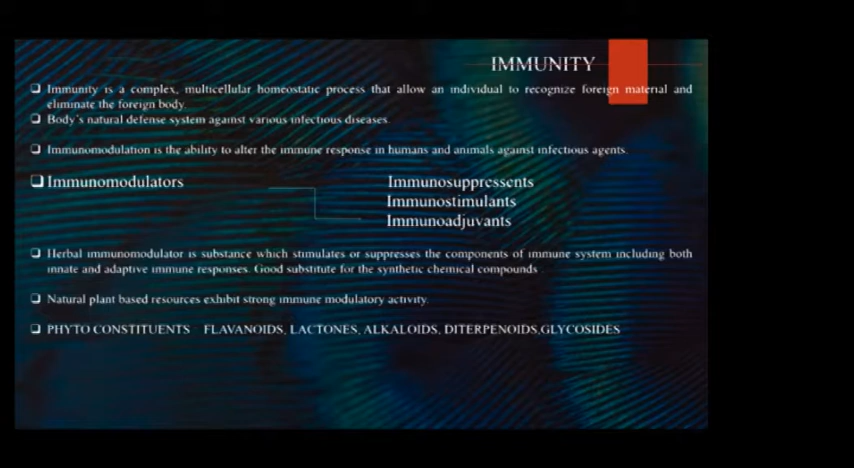 IMMUNITY
❑ Immunity is a complex, multicellular homeostatic process that allow an individual to recognize foreign material and
eliminate the foreign body.
❑ Body's natural defense system against various infectious diseases.
❑ Immunomodulation is the ability to alter the immune response in humans and animals against infectious agents.
❑ Immunomodulators Immunosuppressents
Immunostimulants
Immunoadjuvants
❑ Herbal immunomodulator is substance which stimulates or suppresses the components of immune system including both
innate and adaptive immune responses. Good substitute for the synthetic chemical compounds
❑ Natural plant based resources exhibit strong immune modulatory activity.
❑ PHYTO CONSTITUENTS FLAVANOIDS, LACTONES, ALKALOIDS, DITERPENOIDS,GLYCOSIDES